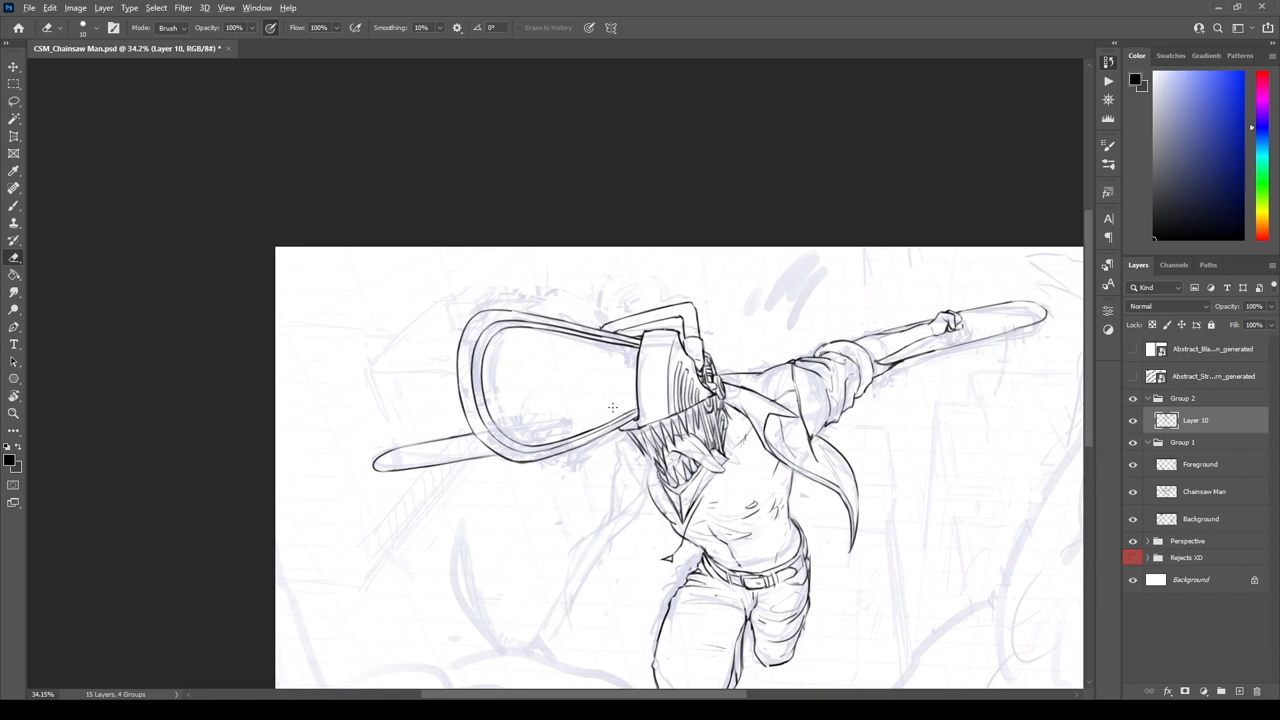 Ps File Edit Image Layer Type Select Filter 3D View Window Help
10 Mode: Brush Opacity: 100% Flow: 100% Smoothing: 10% 0° Erase to History
CSM_Chainsaw Man.psd @ 34.2% (Layer 10, RGB/8#) * ×
Color Swatches Gradients Patterns
Layers Channels Paths
Kind
Normal Opacity: 100%
Lock: Fill: 100%
Abstract_Bla...n_generated
Abstract_Str...rn_generated
Group 2
Layer 10
Group 1
Foreground
Chainsaw Man
Background
Perspective
Rejects XD
Background
34.15% 15 Layers, 4 Groups